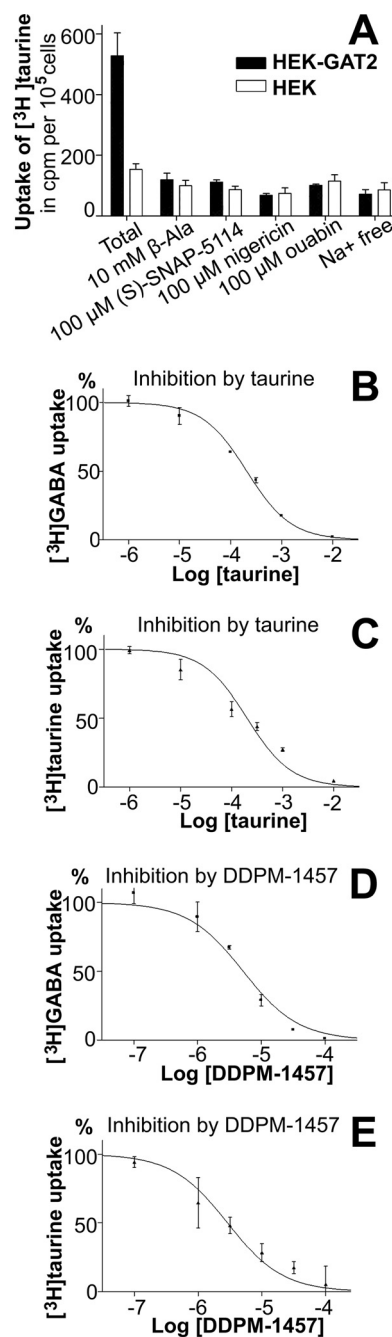 A
Uptake of [³H ]taurine
in cpm per 10⁵cells
600
400
200
0
HEK-GAT2
HEK
Total
10 mM β-Ala
100 µM (S)-SNAP-5114
100 µM nigericin
100 µM ouabin
Na+ free
B
%
Inhibition by taurine
[³H]GABA uptake
100
50
0
-6 -5 -4 -3 -2
Log [taurine]
C
%
Inhibition by taurine
[³H]taurine uptake
100
50
0
-6 -5 -4 -3 -2
Log [taurine]
D
%
Inhibition by DDPM-1457
[³H]GABA uptake
100
50
0
-7 -6 -5 -4
Log [DDPM-1457]
E
%
Inhibition by DDPM-1457
[³H]taurine uptake
100
50
0
-7 -6 -5 -4
Log [DDPM-1457]